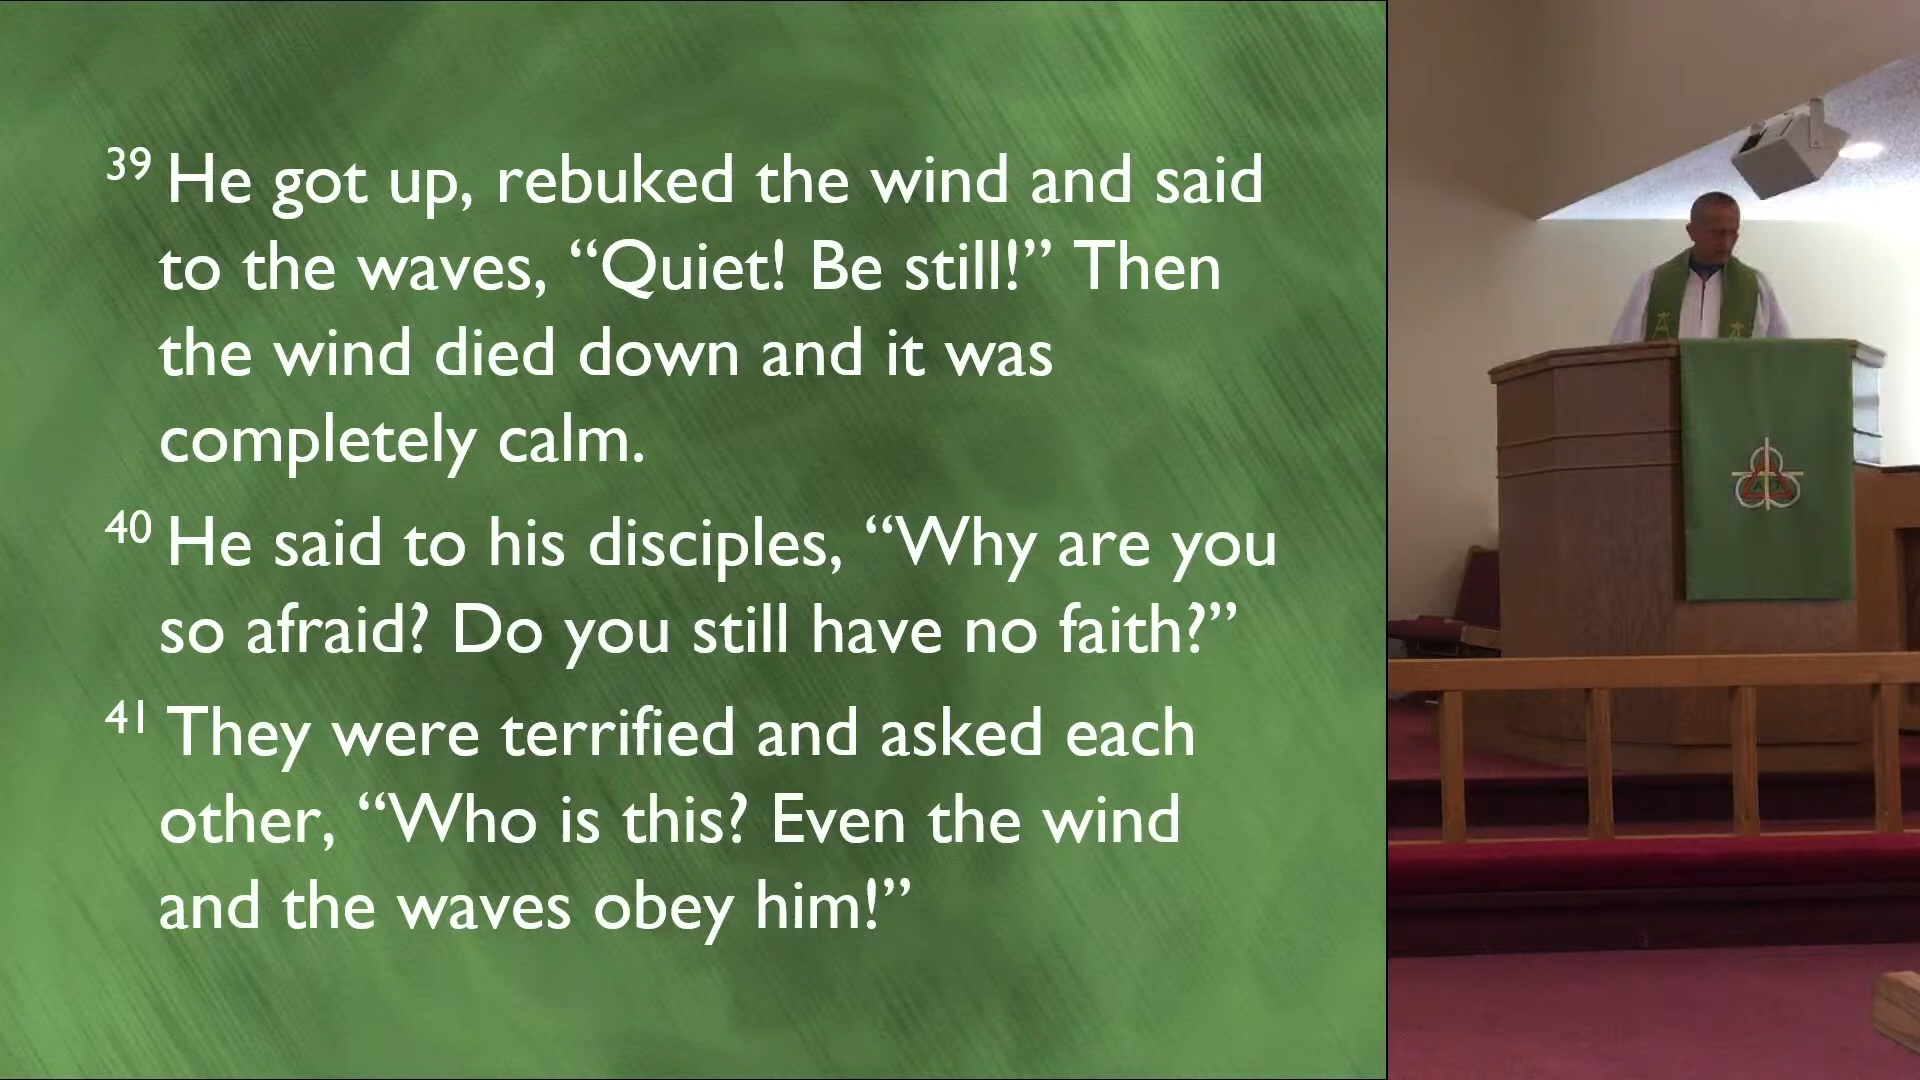 39 He got up, rebuked the wind and said
to the waves, “Quiet! Be still!” Then
the wind died down and it was
completely calm.
40 He said to his disciples, “Why are you
so afraid? Do you still have no faith?”
41 They were terrified and asked each
other, “Who is this? Even the wind
and the waves obey him!”